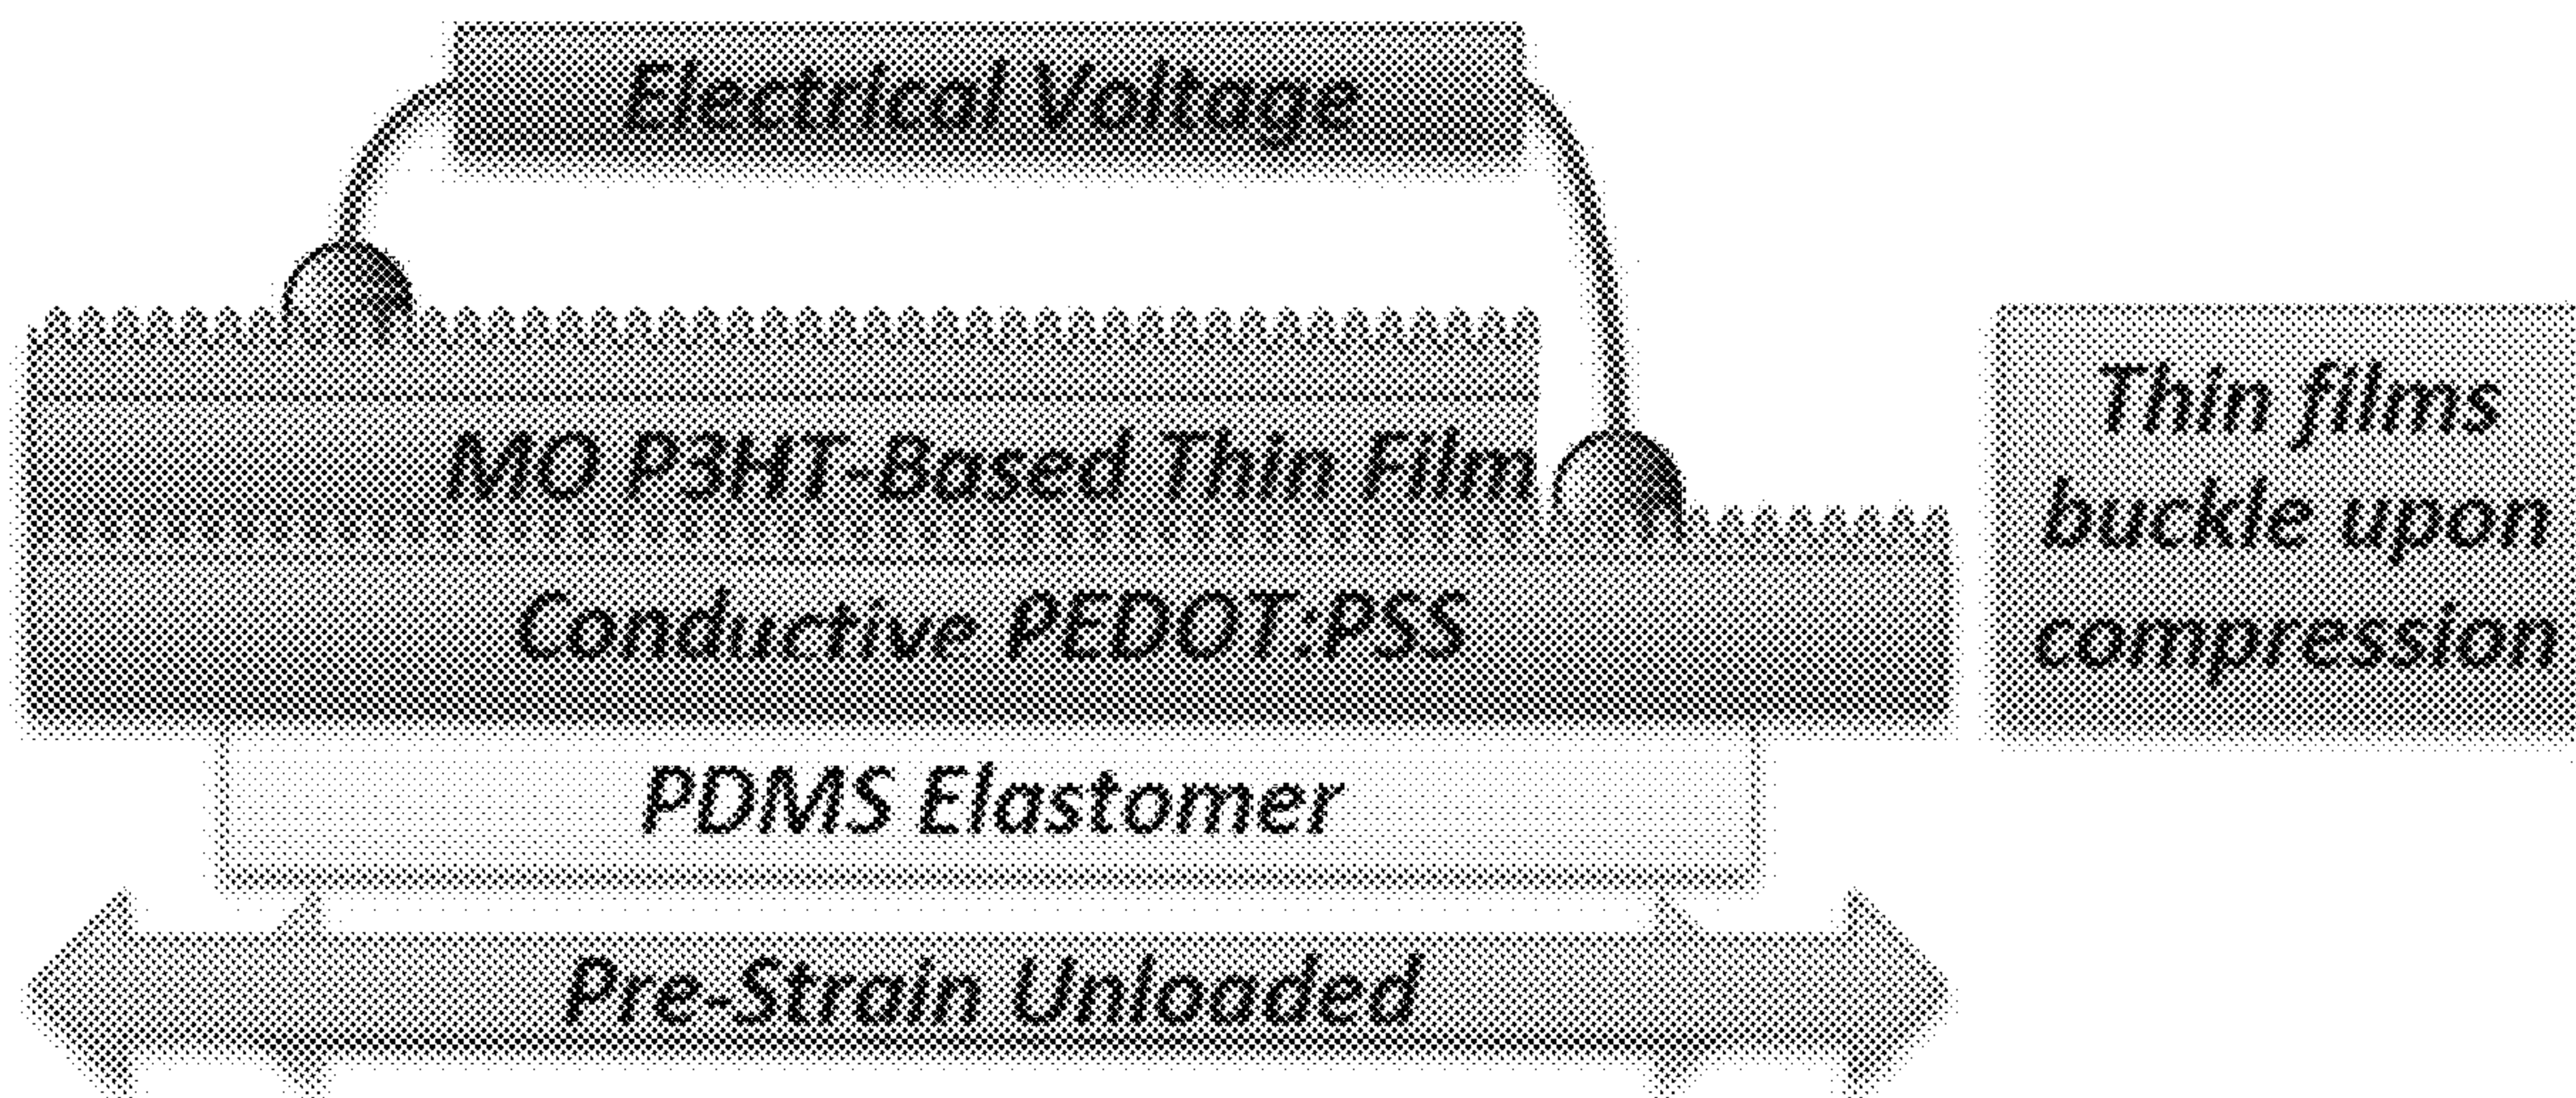 Electrical Voltage
MO P3HT-Based Thin Film
Conductive PEDOT:PSS
PDMS Elastomer
Pre-Strain Unloaded
Thin films
buckle upon
compression